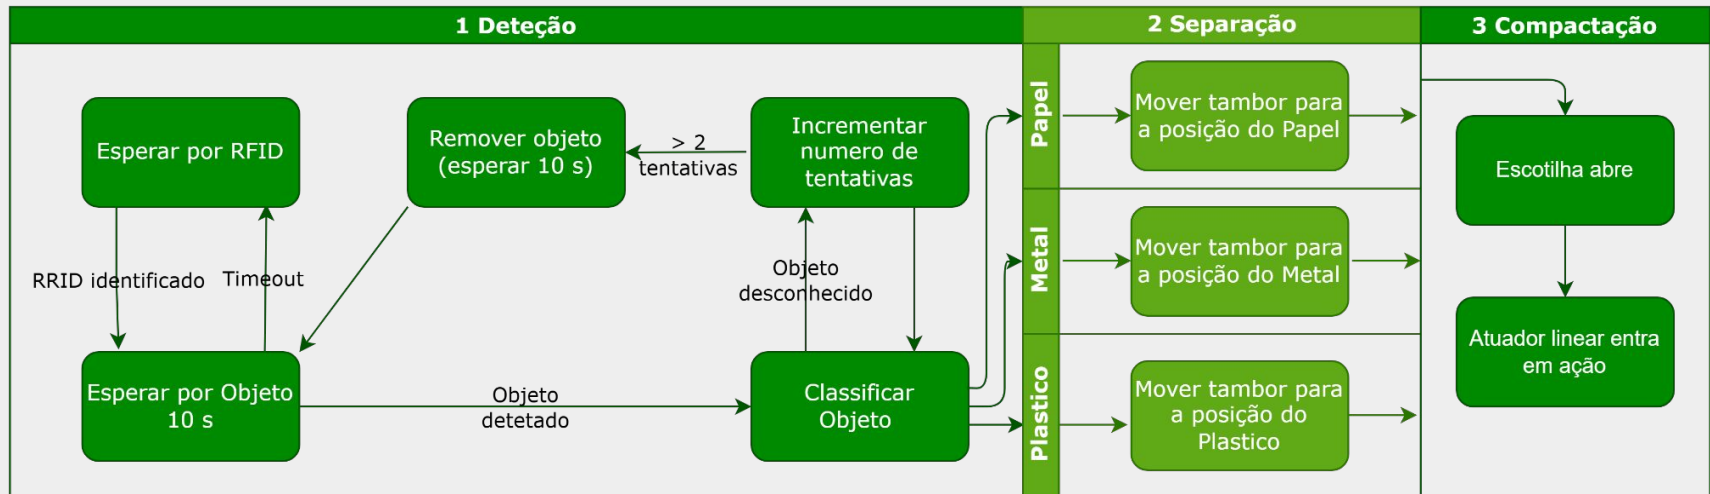 1 Deteção
2 Separação
3 Compactação
Esperar por RFID
Remover objeto
(esperar 10 s)
> 2
tentativas
Incrementar
numero de
tentativas
RRID identificado
Timeout
Objeto
desconhecido
Esperar por Objeto
10 s
Objeto
detetado
Classificar
Objeto
Papel
Mover tambor para
a posição do Papel
Metal
Mover tambor para
a posição do Metal
Plastico
Mover tambor para
a posição do
Plastico
Escotilha abre
Atuador linear entra
em ação